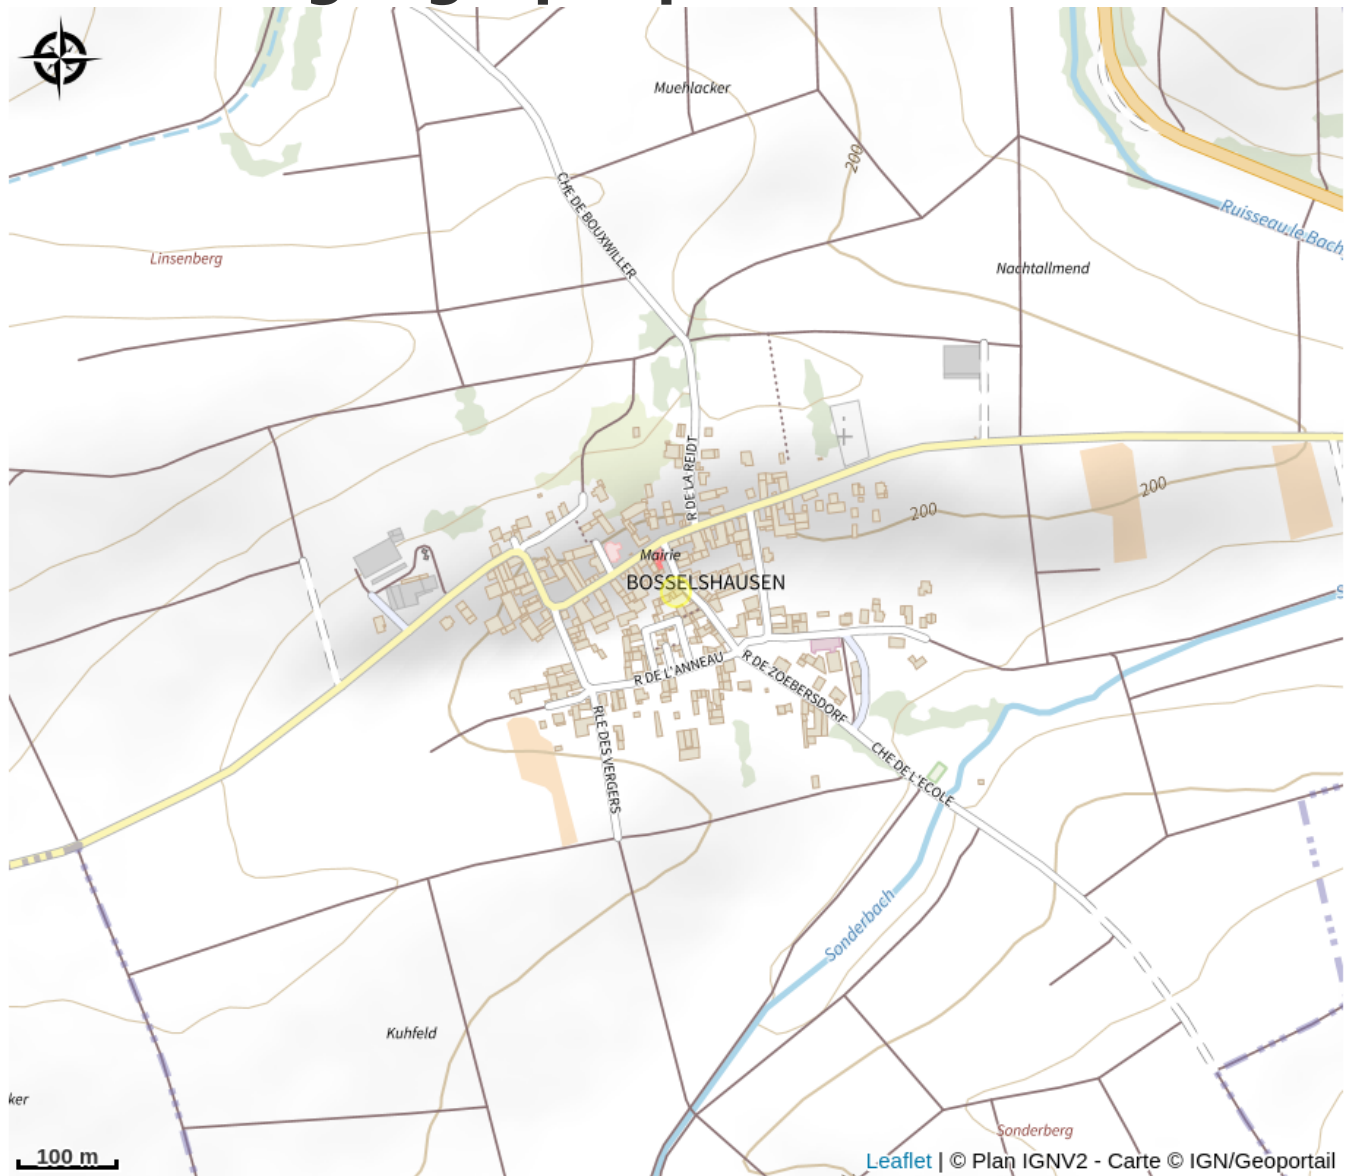 Muehlacker
200
CHE DE BOUXWILLER
Ruisseau le Bach
Linsenberg
Nachtallmend
R DE LA REIDT
200
200
Mairie
BOSSELSHAUSEN
S
R DE L'ANNEAU
R DE ZOEBERSDORF
RLE DES VERGERS
CHE DE L'ECOLE
Sonderbach
Kuhfeld
ker
Sonderberg
100 m
Leaflet | © Plan IGNV2 - Carte © IGN/Geoportail